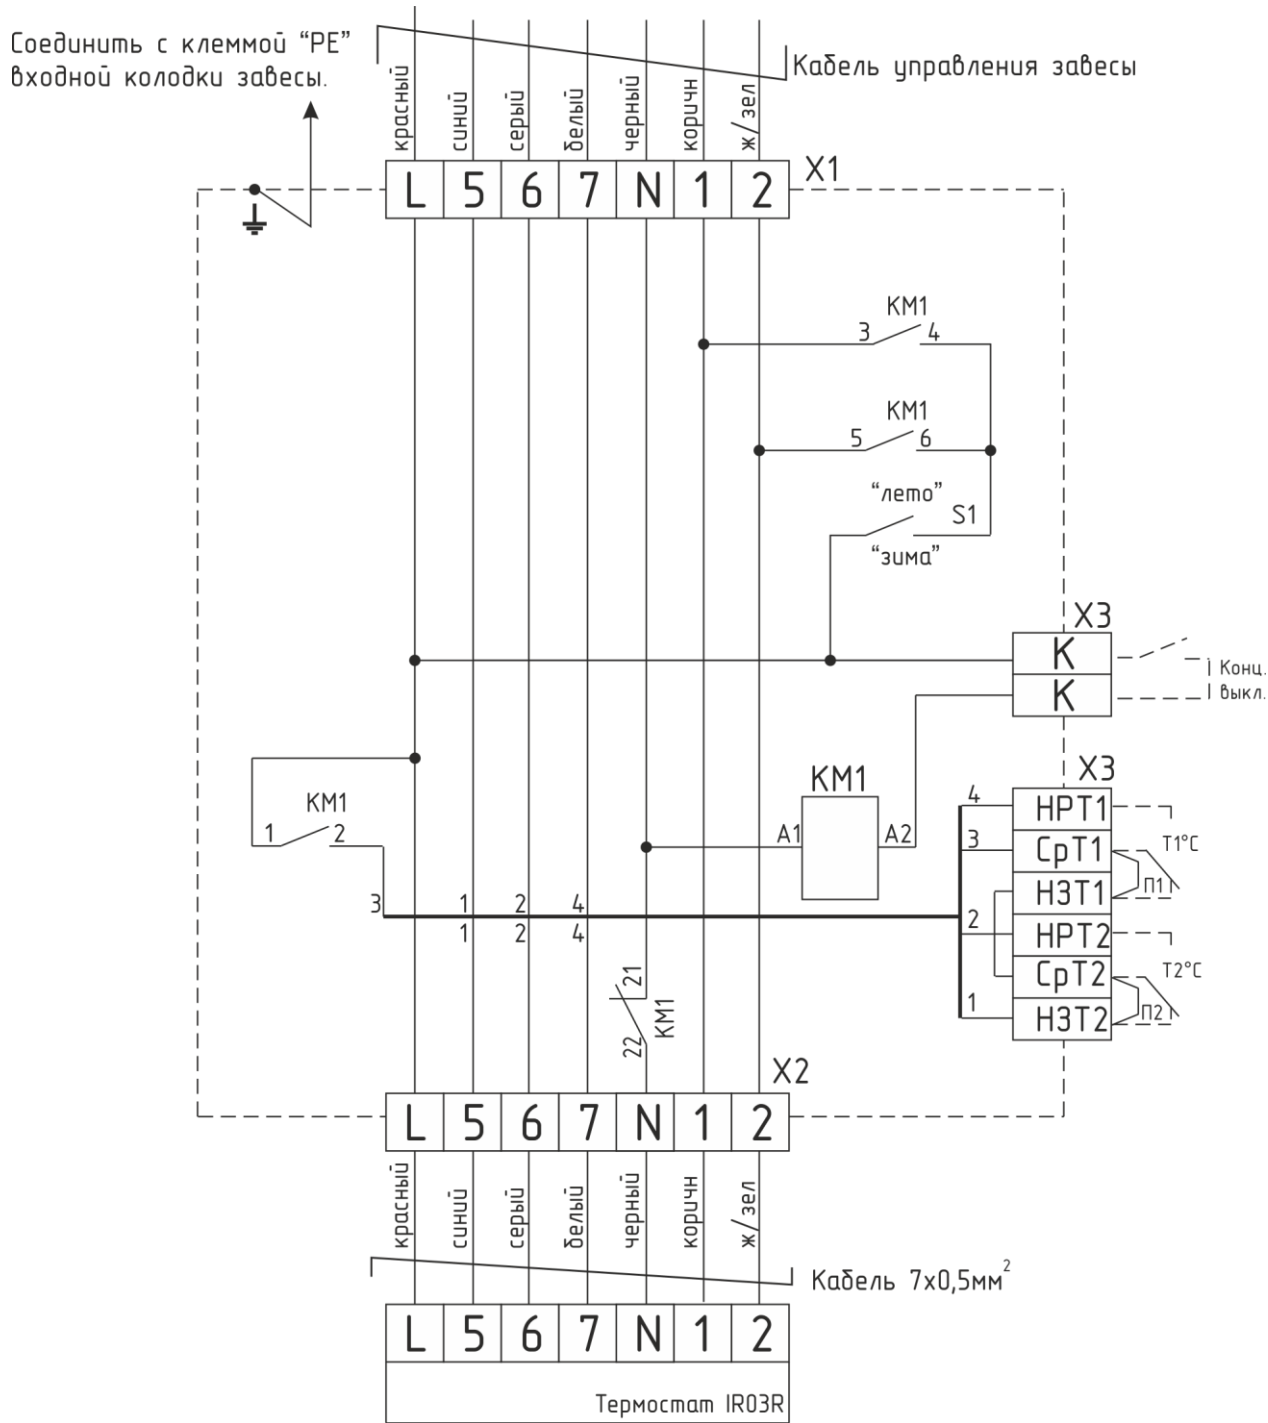 Соединить с клеммой “РЕ”
входной колодки завесы.
Кабель управления завесы
красный
синий
серый
белый
черный
коричн
ж/зел
L 5 6 7 N 1 2
X1
KM1
3 4
KM1
5 6
“лето”
S1
“зима”
X3
K
K
Конц.
выкл.
KM1
1 2
KM1
A1 A2
X3
4 НРТ1
3 СрТ1
НЗТ1
2 НРТ2
СрТ2
1 НЗТ2
Т1°С
П1
Т2°С
П2
3 1 2 4
1 2 4
21
22
KM1
X2
L 5 6 7 N 1 2
красный
синий
серый
белый
черный
коричн
ж/зел
Кабель 7х0,5мм²
L 5 6 7 N 1 2
Термостат IR03R